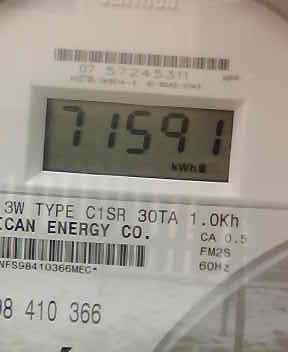 07 57245311
71591
kWh
3W TYPE C1SR 30TA 1.0Kh
ICAN ENERGY CO.
CA 0.5
FM2S
60Hz
NFS98410366MEC*
98 410 366